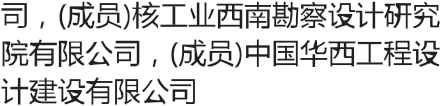 司，(成员)核工业西南勘察设计研究
院有限公司，(成员)中国华西工程设
计建设有限公司